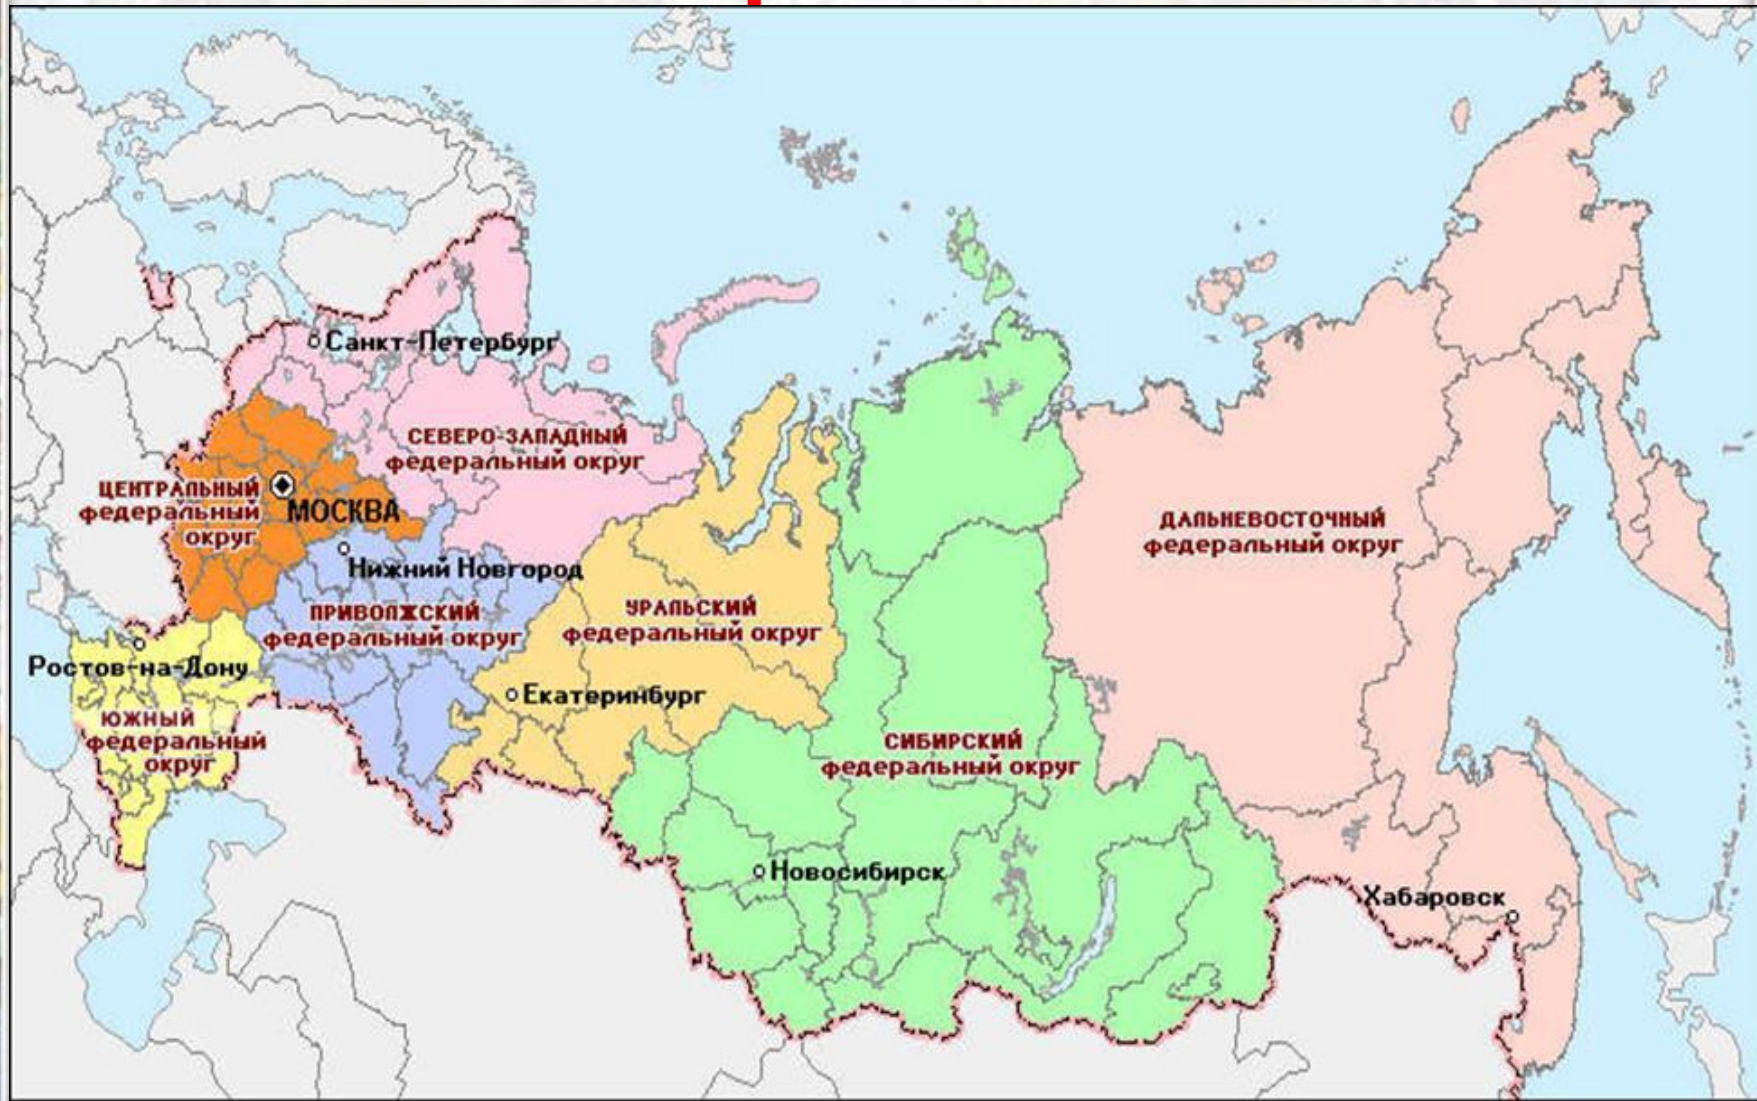 Санкт-Петербург
СЕВЕРО-ЗАПАДНЫЙ
федеральный округ
ЦЕНТРАЛЬНЫЙ
федеральный
округ
МОСКВА
ДАЛЬНЕВОСТОЧНЫЙ
федеральный округ
Нижний Новгород
ПРИВОЛЖСКИЙ
федеральный округ
УРАЛЬСКИЙ
федеральный округ
Ростов-на-Дону
Екатеринбург
ЮЖНЫЙ
федеральный
округ
СИБИРСКИЙ
федеральный округ
Новосибирск
Хабаровск